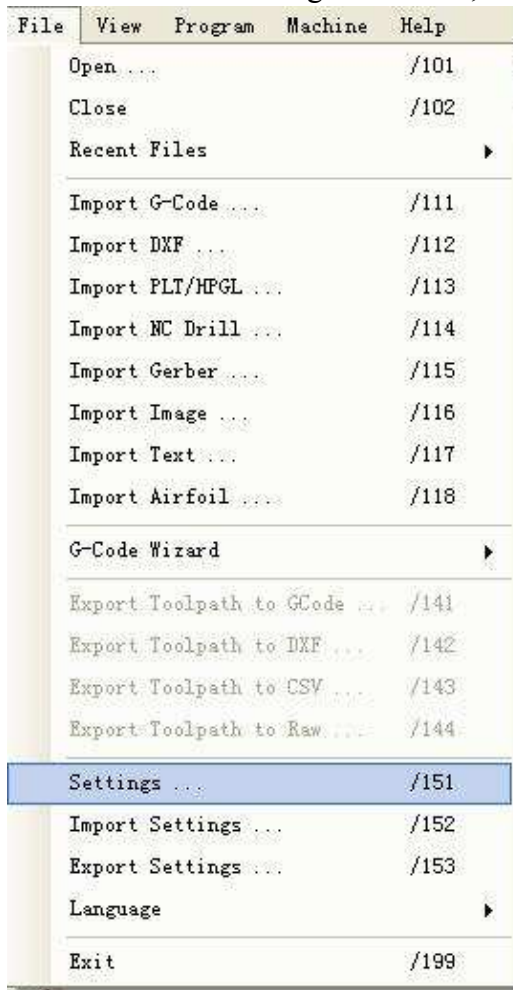 File View Program Machine Help
Open ... /101
Close /102
Recent Files
Import G-Code ... /111
Import DXF ... /112
Import PLT/HPGL ... /113
Import NC Drill ... /114
Import Gerber ... /115
Import Image ... /116
Import Text ... /117
Import Airfoil ... /118
G-Code Wizard
Export Toolpath to GCode ... /141
Export Toolpath to DXF ... /142
Export Toolpath to CSV ... /143
Export Toolpath to Raw ... /144
Settings ... /151
Import Settings ... /152
Export Settings ... /153
Language
Exit /199